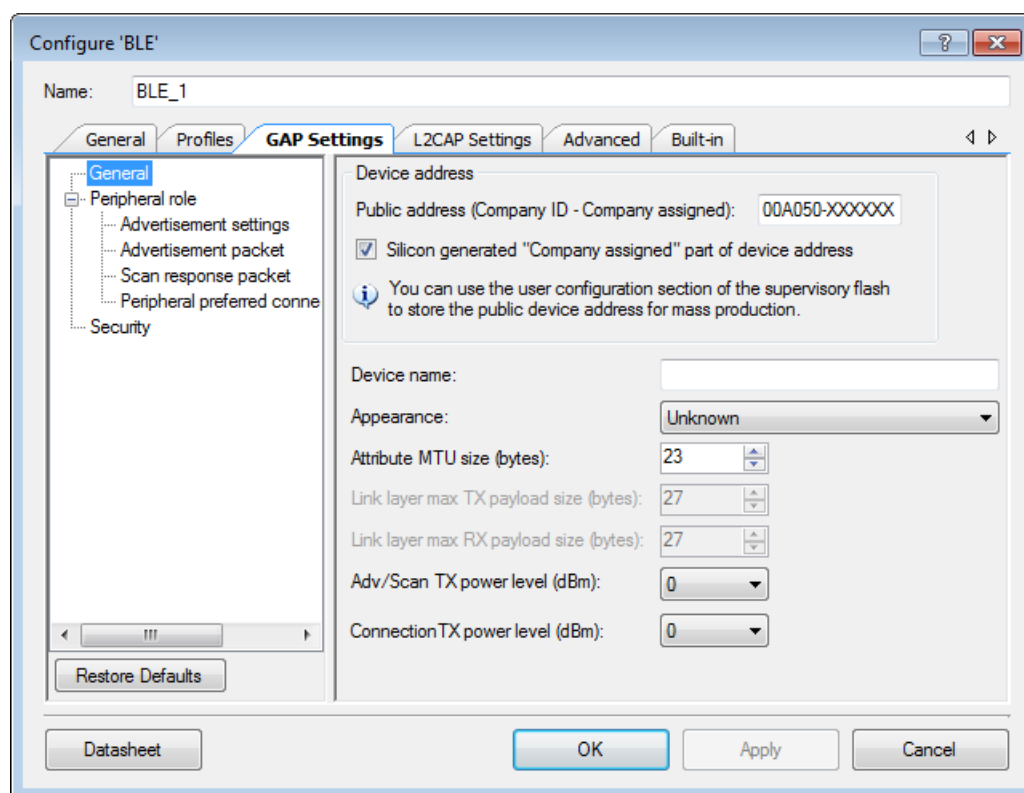 Configure 'BLE'
Name: BLE_1
General Profiles GAP Settings L2CAP Settings Advanced Built-in
General
Peripheral role
Advertisement settings
Advertisement packet
Scan response packet
Peripheral preferred conne
Security
Restore Defaults
Device address
Public address (Company ID - Company assigned): 00A050-XXXXXX
Silicon generated "Company assigned" part of device address
You can use the user configuration section of the supervisory flash
to store the public device address for mass production.
Device name:
Appearance: Unknown
Attribute MTU size (bytes): 23
Link layer max TX payload size (bytes): 27
Link layer max RX payload size (bytes): 27
Adv/Scan TX power level (dBm): 0
Connection TX power level (dBm): 0
Datasheet OK Apply Cancel